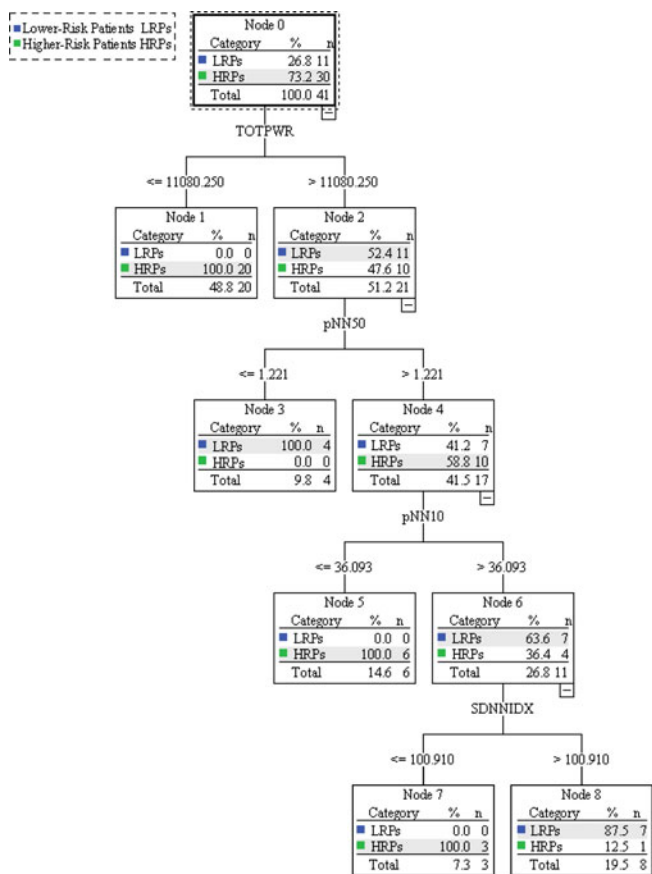 Lower-Risk Patients LRPs
Higher-Risk Patients HRPs
Node 0
Category % n
LRPs 26.8 11
HRPs 73.2 30
Total 100.0 41
TOTPWR
<= 11080.250
> 11080.250
Node 1
Category % n
LRPs 0.0 0
HRPs 100.0 20
Total 48.8 20
Node 2
Category % n
LRPs 52.4 11
HRPs 47.6 10
Total 51.2 21
pNN50
<= 1.221
> 1.221
Node 3
Category % n
LRPs 100.0 4
HRPs 0.0 0
Total 9.8 4
Node 4
Category % n
LRPs 41.2 7
HRPs 58.8 10
Total 41.5 17
pNN10
<= 36.093
> 36.093
Node 5
Category % n
LRPs 0.0 0
HRPs 100.0 6
Total 14.6 6
Node 6
Category % n
LRPs 63.6 7
HRPs 36.4 4
Total 26.8 11
SDNNIDX
<= 100.910
> 100.910
Node 7
Category % n
LRPs 0.0 0
HRPs 100.0 3
Total 7.3 3
Node 8
Category % n
LRPs 87.5 7
HRPs 12.5 1
Total 19.5 8